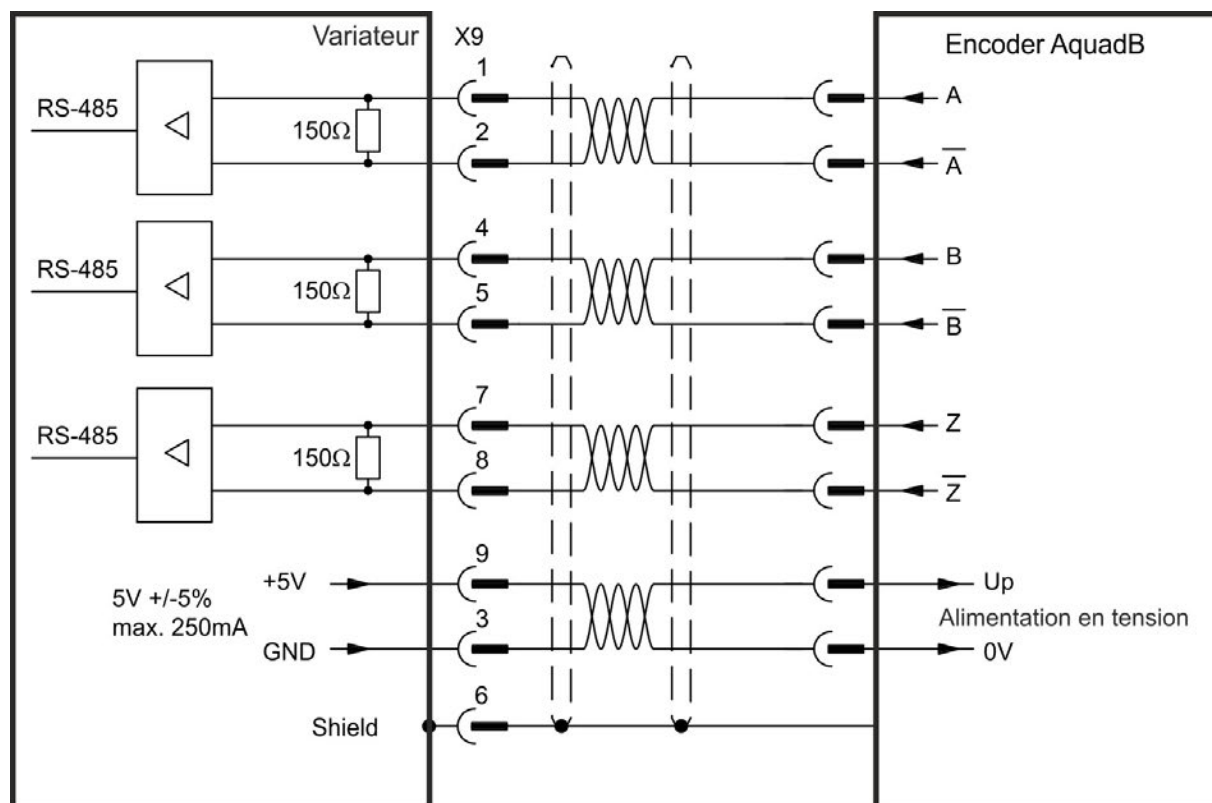 Variateur
X9
Encoder AquadB
1
RS-485
A
150Ω
2
A̅
4
RS-485
B
150Ω
5
B̅
7
RS-485
Z
150Ω
8
Z̅
9
+5V
Up
5V +/-5%
max. 250mA
Alimentation en tension
3
GND
0V
6
Shield